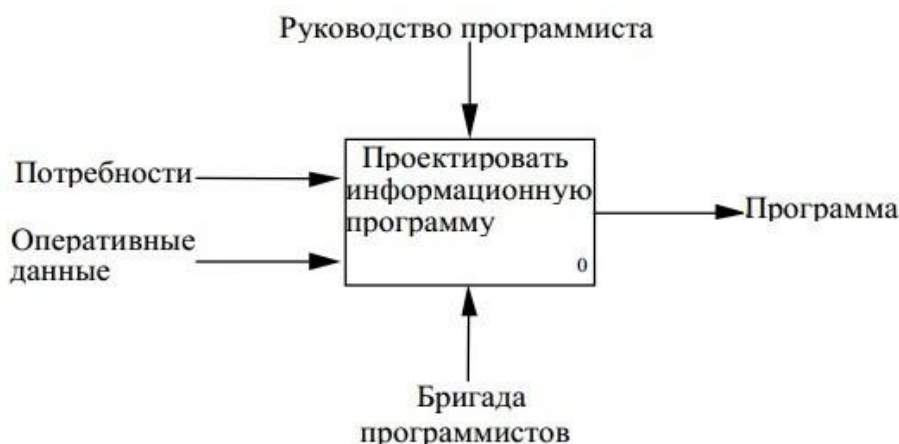 Руководство программиста
Проектировать
информационную
программу
0
Потребности
Оперативные
данные
Программа
Бригада
программистов